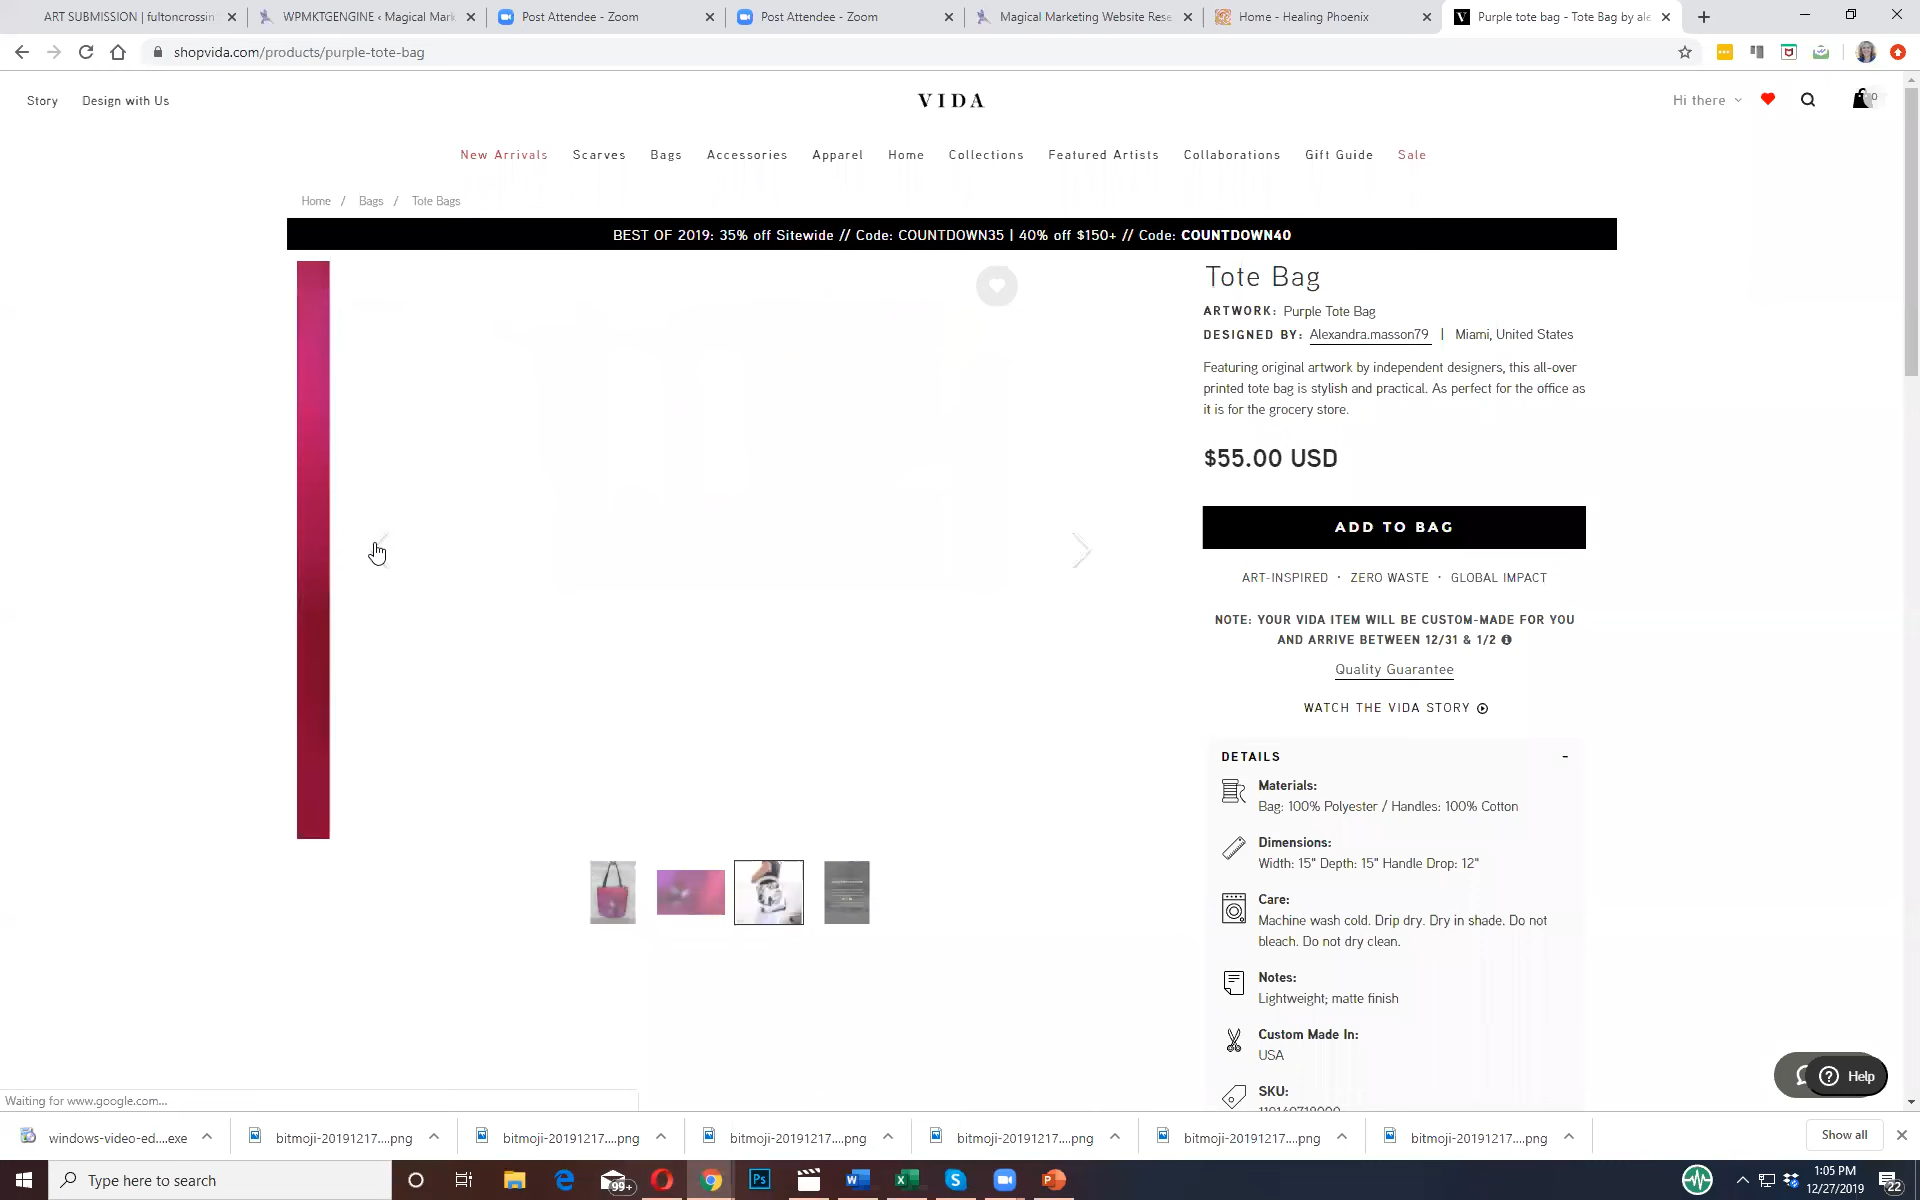 ART SUBMISSION | fultoncrossin
WPMKTGENGINE ‹ Magical Mark
Post Attendee - Zoom
Post Attendee - Zoom
Magical Marketing Website Rese
Home - Healing Phoenix
V
Purple tote bag - Tote Bag by ale
shopvida.com/products/purple-tote-bag
Story
Design with Us
VIDA
Hi there
0
New Arrivals
Scarves
Bags
Accessories
Apparel
Home
Collections
Featured Artists
Collaborations
Gift Guide
Sale
Home / Bags / Tote Bags
BEST OF 2019: 35% off Sitewide // Code: COUNTDOWN35 | 40% off $150+ // Code: COUNTDOWN40
Tote Bag
ARTWORK: Purple Tote Bag
DESIGNED BY: Alexandra.masson79 | Miami, United States
Featuring original artwork by independent designers, this all-over
printed tote bag is stylish and practical. As perfect for the office as
it is for the grocery store.
$55.00 USD
ADD TO BAG
ART-INSPIRED · ZERO WASTE · GLOBAL IMPACT
NOTE: YOUR VIDA ITEM WILL BE CUSTOM-MADE FOR YOU
AND ARRIVE BETWEEN 12/31 & 1/2
Quality Guarantee
WATCH THE VIDA STORY
DETAILS -
Materials:
Bag: 100% Polyester / Handles: 100% Cotton
Dimensions:
Width: 15" Depth: 15" Handle Drop: 12"
Care:
Machine wash cold. Drip dry. Dry in shade. Do not
bleach. Do not dry clean.
Notes:
Lightweight; matte finish
Custom Made In:
USA
SKU:
Help
Waiting for www.google.com...
windows-video-ed....exe
bitmoji-20191217....png
bitmoji-20191217....png
bitmoji-20191217....png
bitmoji-20191217....png
bitmoji-20191217....png
bitmoji-20191217....png
Show all
Type here to search
99+
Ps
1:05 PM
12/27/2019
22